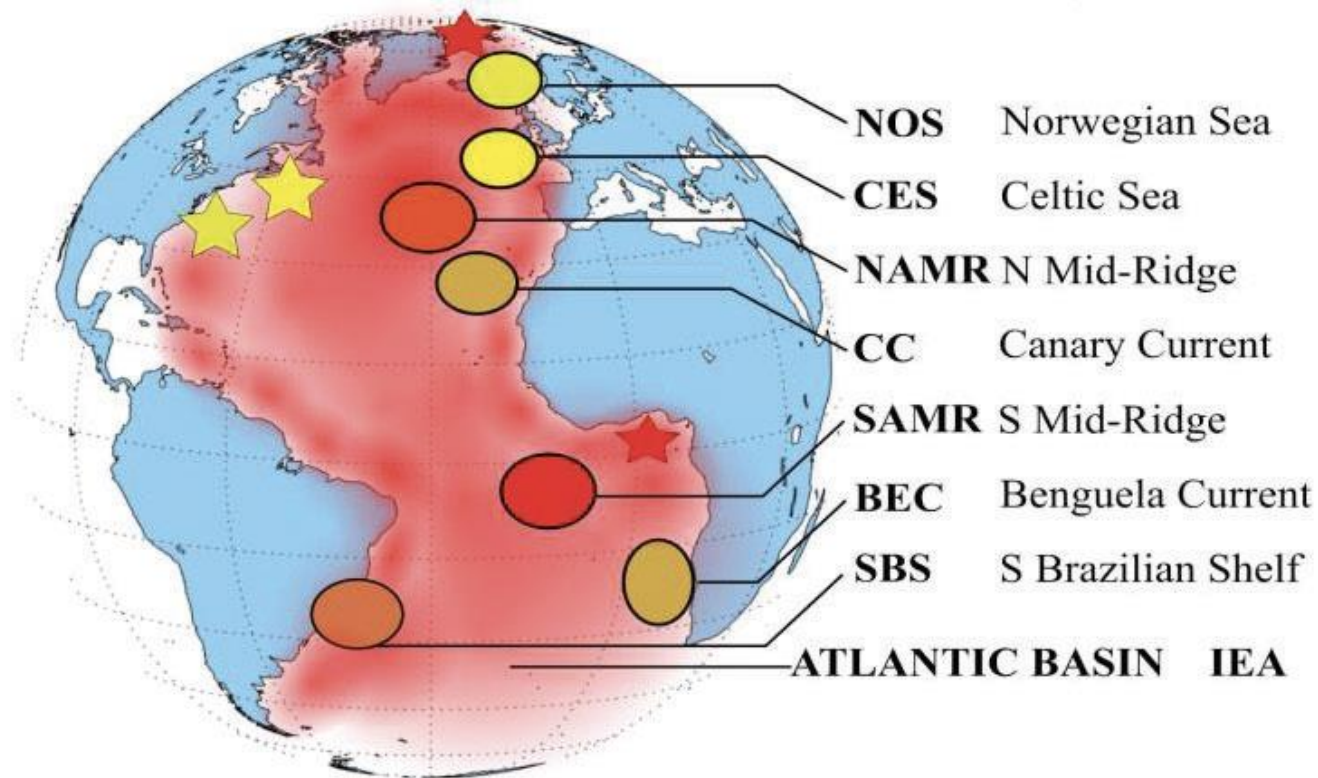 NOS Norwegian Sea
CES Celtic Sea
NAMR N Mid-Ridge
CC Canary Current
SAMR S Mid-Ridge
BEC Benguela Current
SBS S Brazilian Shelf
ATLANTIC BASIN IEA